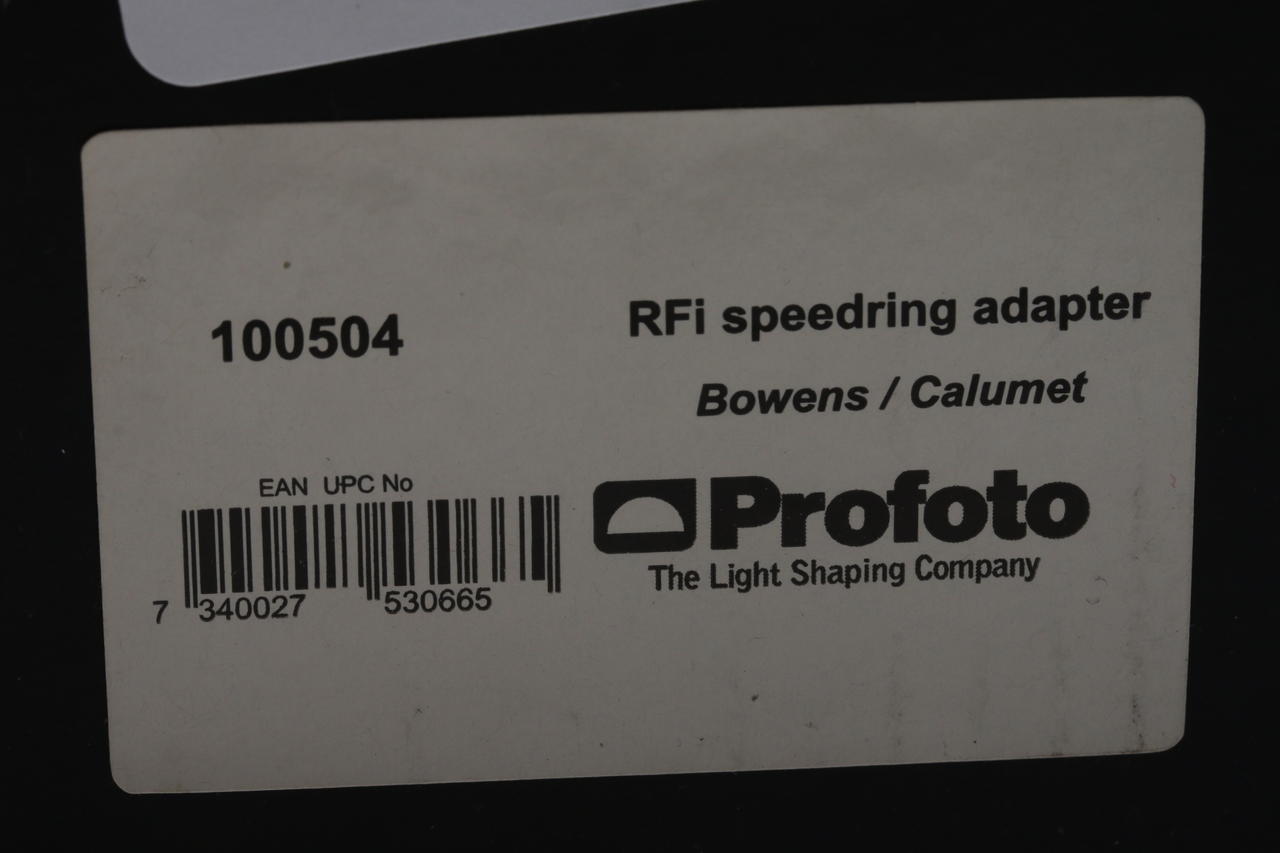 100504
RFi speedring adapter
Bowens / Calumet
EAN UPC No
7 340027 530665
Profoto
The Light Shaping Company